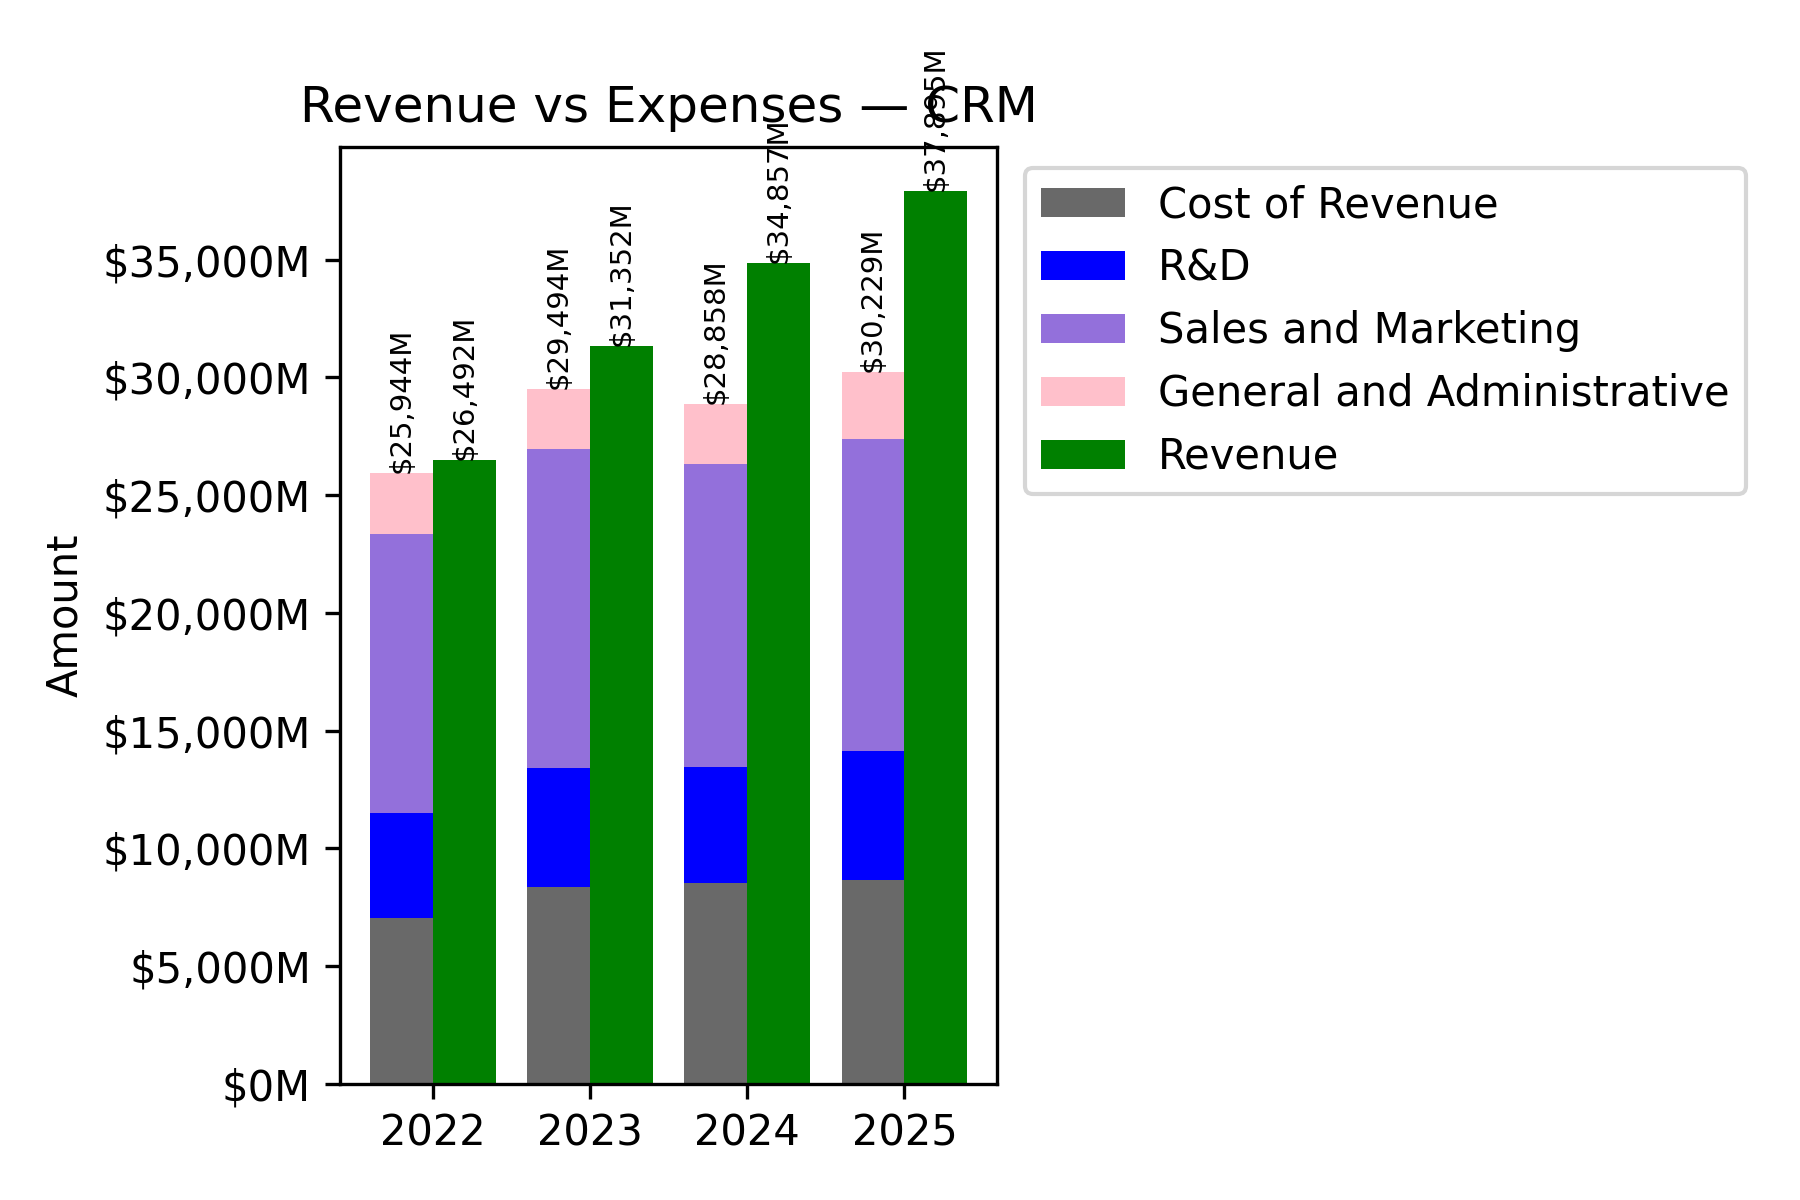 Revenue vs Expenses — CRM
Amount
$35,000M
$30,000M
$25,000M
$20,000M
$15,000M
$10,000M
$5,000M
$0M
$25,944M
$26,492M
$29,494M
$31,352M
$28,858M
$34,857M
$30,229M
$37,895M
2022
2023
2024
2025
Cost of Revenue
R&D
Sales and Marketing
General and Administrative
Revenue